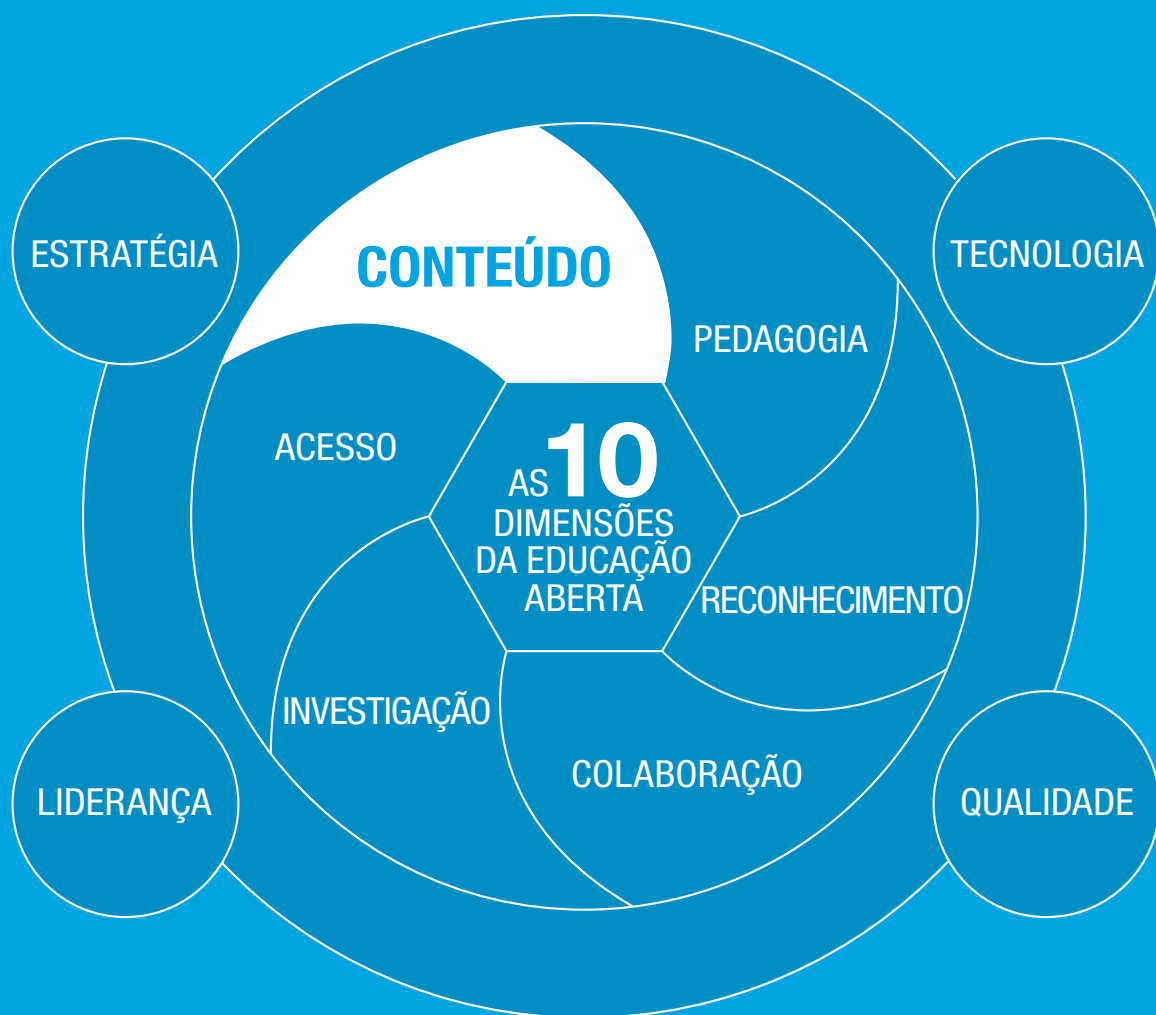 ESTRATÉGIA
TECNOLOGIA
CONTEÚDO
PEDAGOGIA
ACESSO
AS 10
DIMENSÕES
DA EDUCAÇÃO
ABERTA
RECONHECIMENTO
INVESTIGAÇÃO
COLABORAÇÃO
LIDERANÇA
QUALIDADE